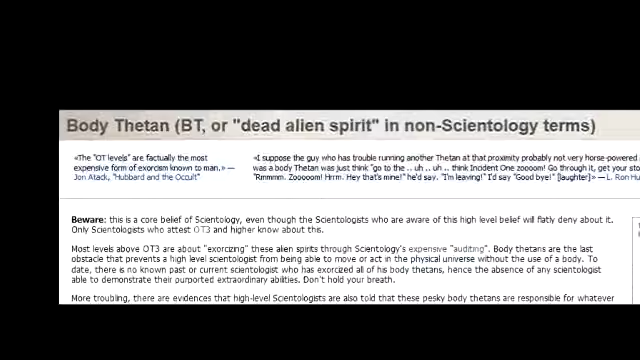 Body Thetan (BT, or "dead alien spirit" in non-Scientology terms)
«The "OT levels" are factually the most
expensive form of exorcism known to man.» —
Jon Atack, "Hubbard and the Occult"
«I suppose the guy who has trouble running another Thetan at that proximity probably not very horse-powered
was a body Thetan was just think "go to the .. uh .. uh .. think Incident One zooooom! Go through it, get your sto
"Rmmmm. Zooooom! Hrrm. Hey that's mine!" he'd say. "I'm leaving!" I'd say "Good bye!" [laughter]» — L. Ron Hu
Beware: this is a core belief of Scientology, even though the Scientologists who are aware of this high level belief will flatly deny about it.
Only Scientologists who attest OT3 and higher know about this.
Most levels above OT3 are about "exorcizing" these alien spirits through Scientology's expensive "auditing". Body thetans are the last
obstacle that prevents a high level scientologist from being able to move or act in the physical universe without the use of a body. To
date, there is no known past or current scientologist who has exorcized all of his body thetans, hence the absence of any scientologist
able to demonstrate their purported extraordinary abilities. Don't hold your breath.
More troubling, there are evidences that high-level Scientologists are also told that these pesky body thetans are responsible for whatever